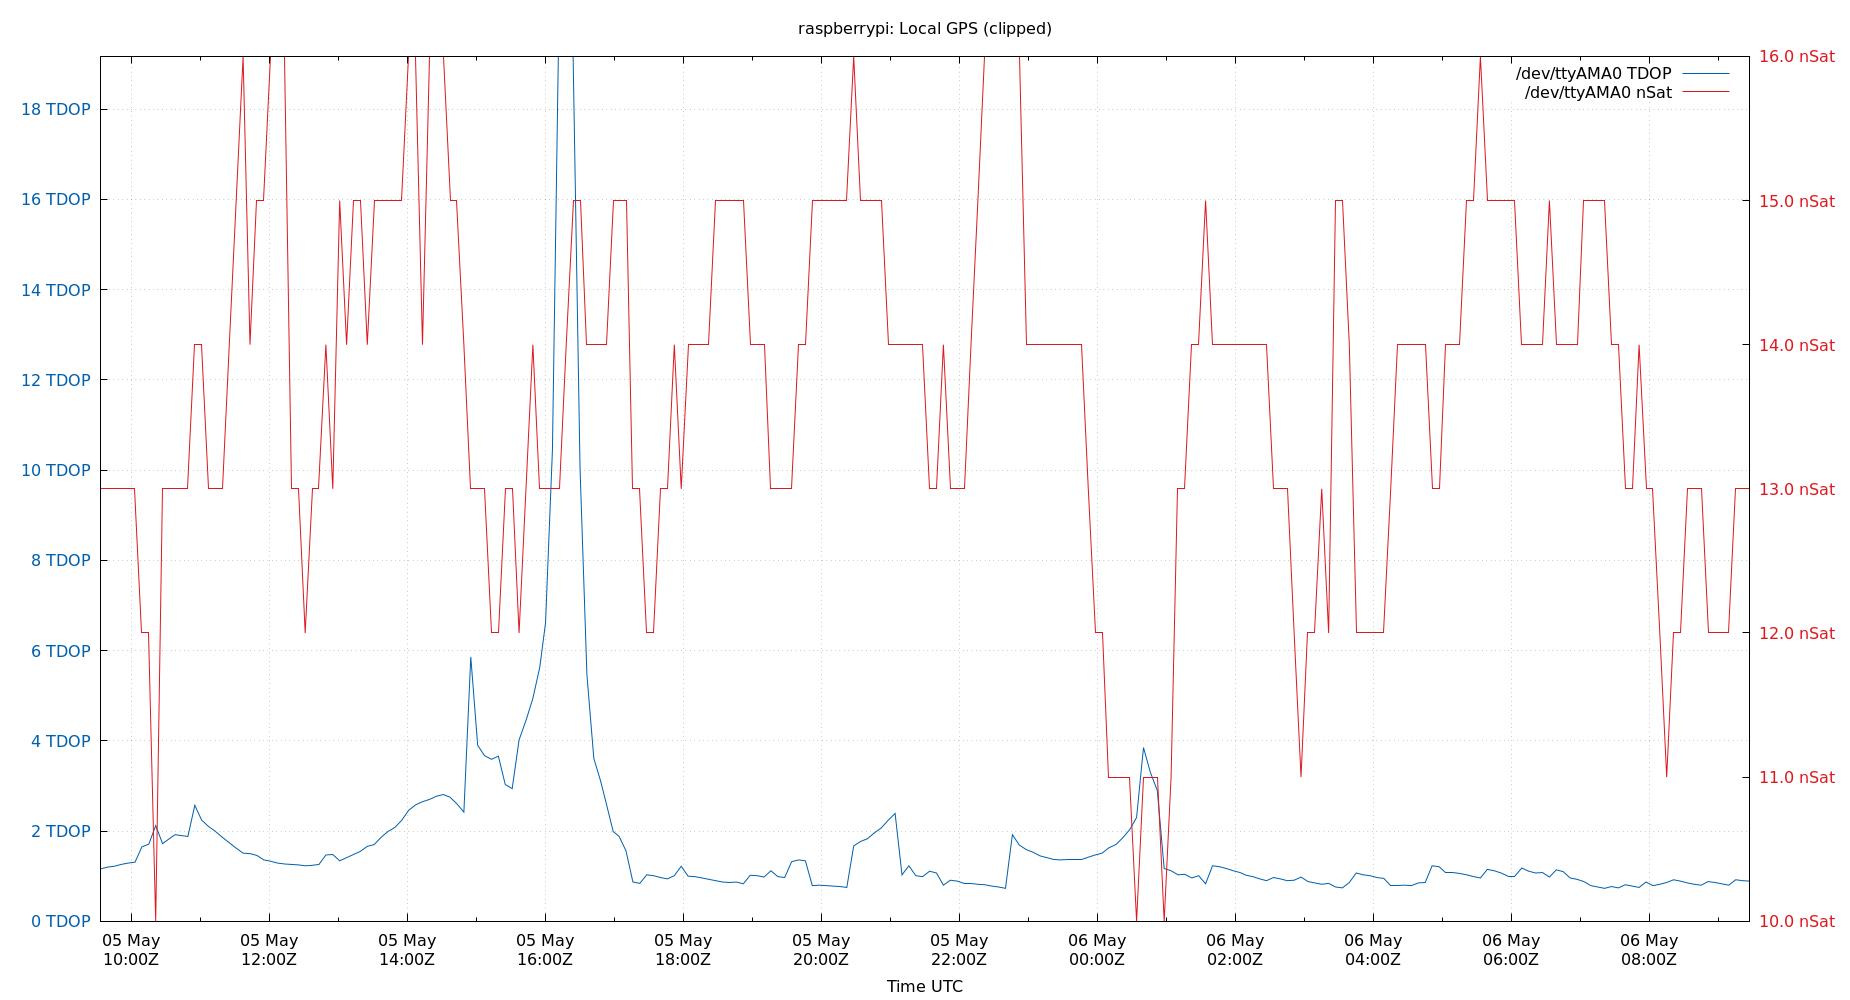 raspberrypi: Local GPS (clipped)
/dev/ttyAMA0 TDOP
/dev/ttyAMA0 nSat
18 TDOP
16 TDOP
14 TDOP
12 TDOP
10 TDOP
8 TDOP
6 TDOP
4 TDOP
2 TDOP
0 TDOP
16.0 nSat
15.0 nSat
14.0 nSat
13.0 nSat
12.0 nSat
11.0 nSat
10.0 nSat
05 May
10:00Z
05 May
12:00Z
05 May
14:00Z
05 May
16:00Z
05 May
18:00Z
05 May
20:00Z
05 May
22:00Z
06 May
00:00Z
06 May
02:00Z
06 May
04:00Z
06 May
06:00Z
06 May
08:00Z
Time UTC